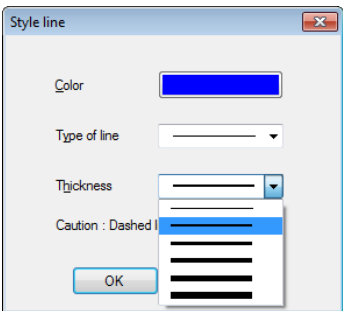 Style line
Color
Type of line
Thickness
Caution : Dashed
OK